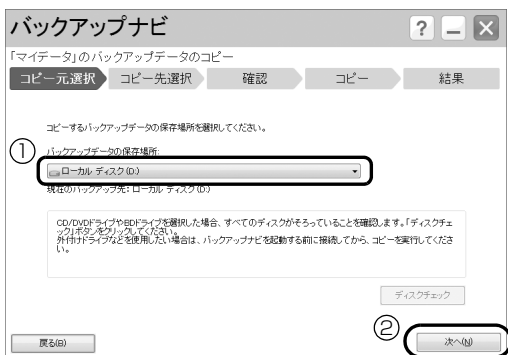 バックアップナビ
? – X
「マイデータ」のバックアップデータのコピー
コピー元選択 コピー先選択 確認 コピー 結果
コピーするバックアップデータの保存場所を選択してください。
①
バックアップデータの保存場所:
ローカル ディスク(D:)
現在のバックアップ先: ローカル ディスク(D:)
CD/DVDドライブやBDドライブを選択した場合、すべてのディスクがそろっていることを確認します。「ディスクチェ
ック」ボタンをクリックしてください。
外付けドライブなどを使用したい場合は、バックアップナビを起動する前に接続してから、コピーを実行してくださ
い。
ディスクチェック
②
戻る(B) 次へ(N)